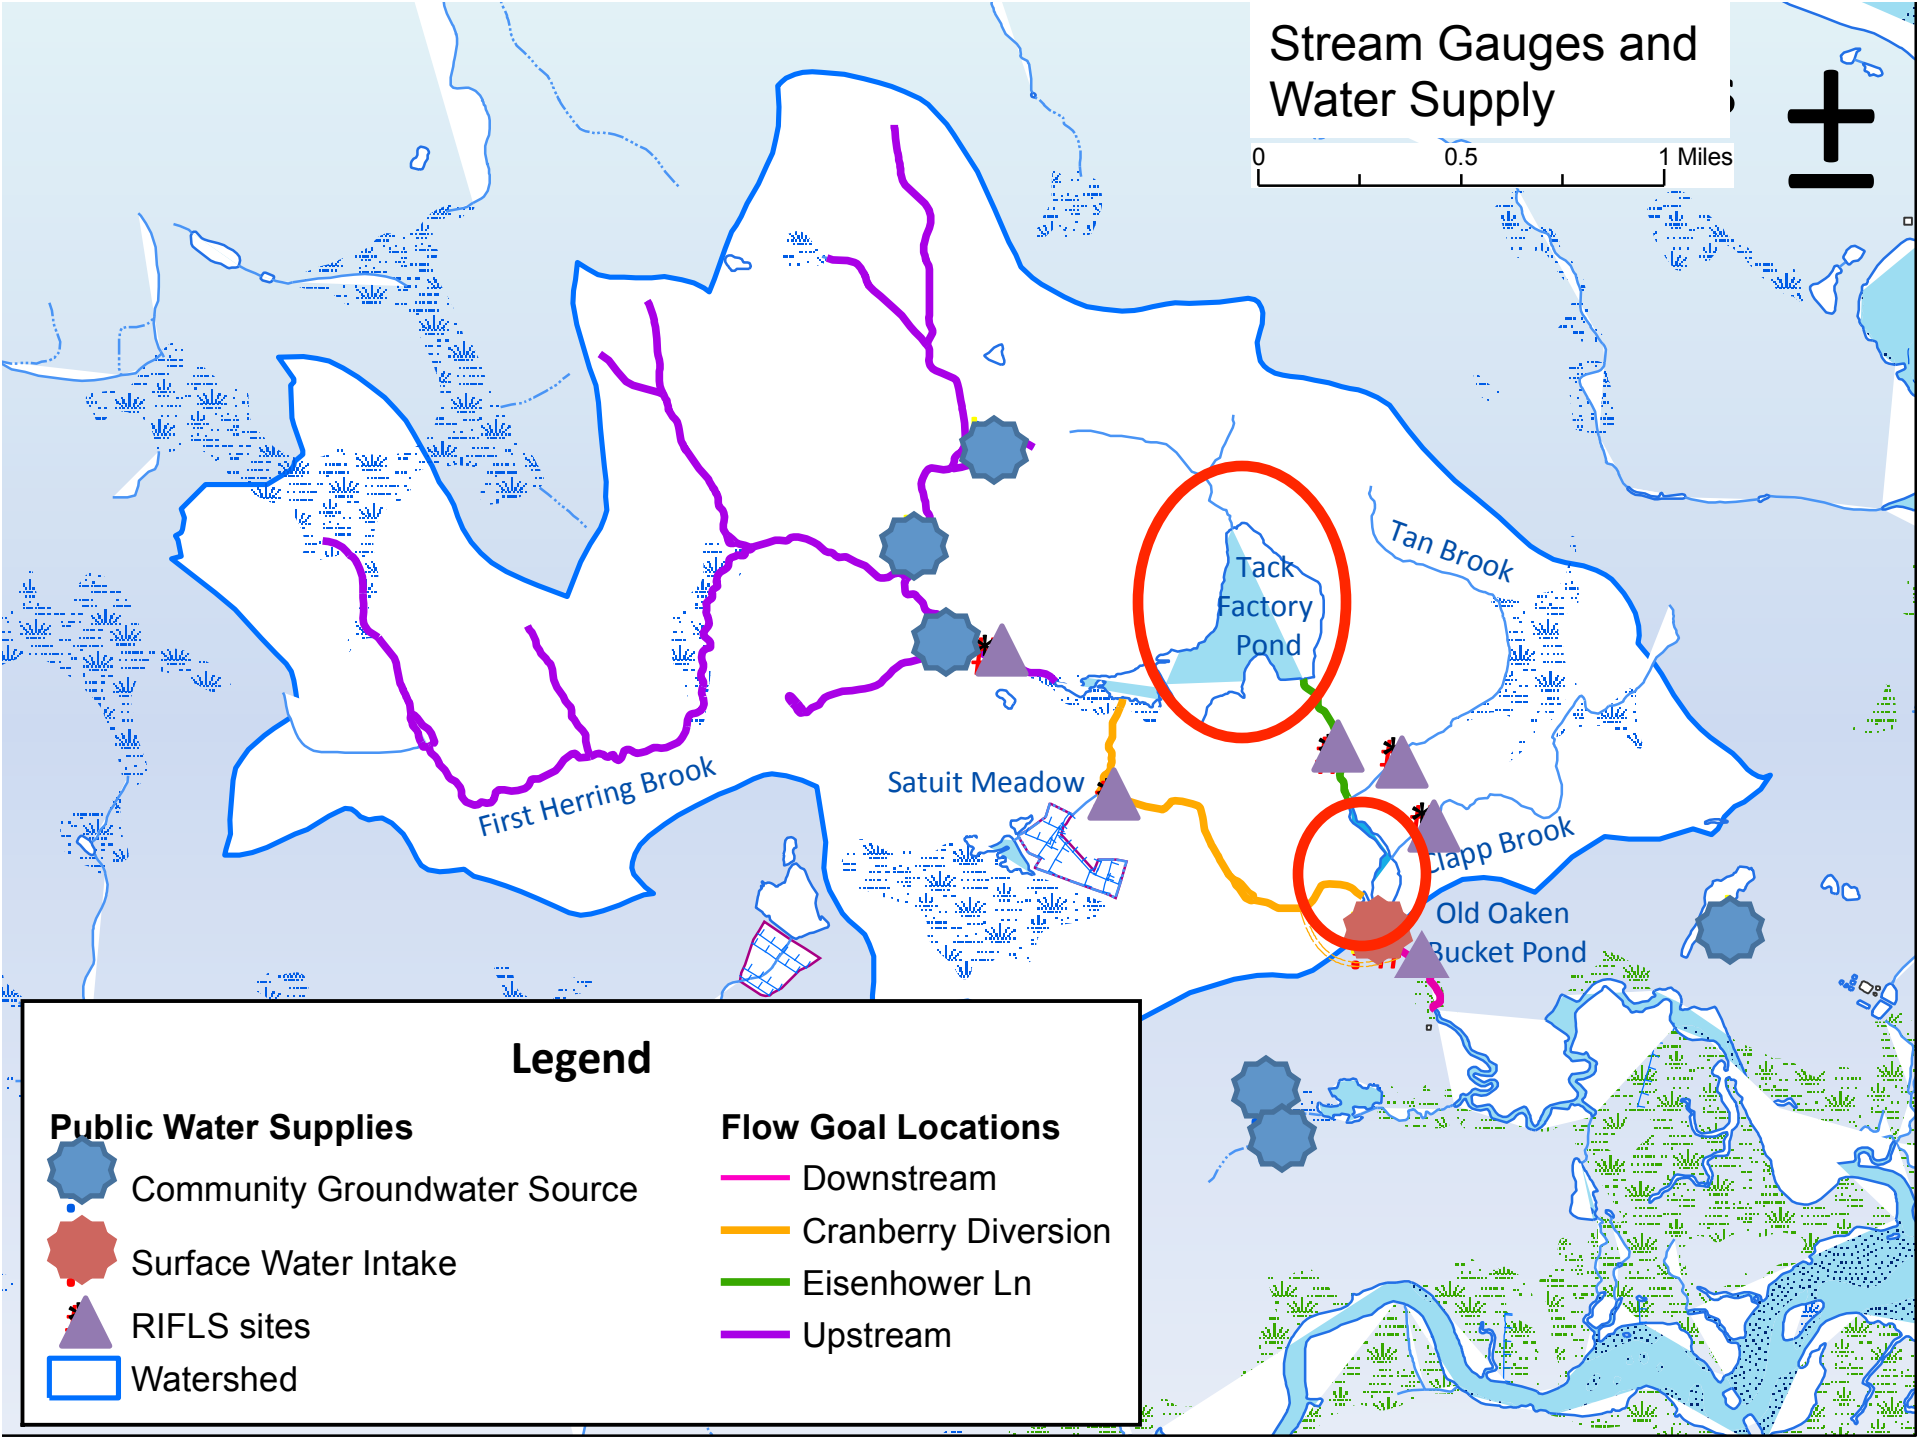 Stream Gauges and
Water Supply
0 0.5 1 Miles
Tan Brook
Tack
Factory
Pond
First Herring Brook
Satuit Meadow
Clapp Brook
Old Oaken
Bucket Pond
Legend
Public Water Supplies
Community Groundwater Source
Surface Water Intake
RIFLS sites
Watershed
Flow Goal Locations
Downstream
Cranberry Diversion
Eisenhower Ln
Upstream